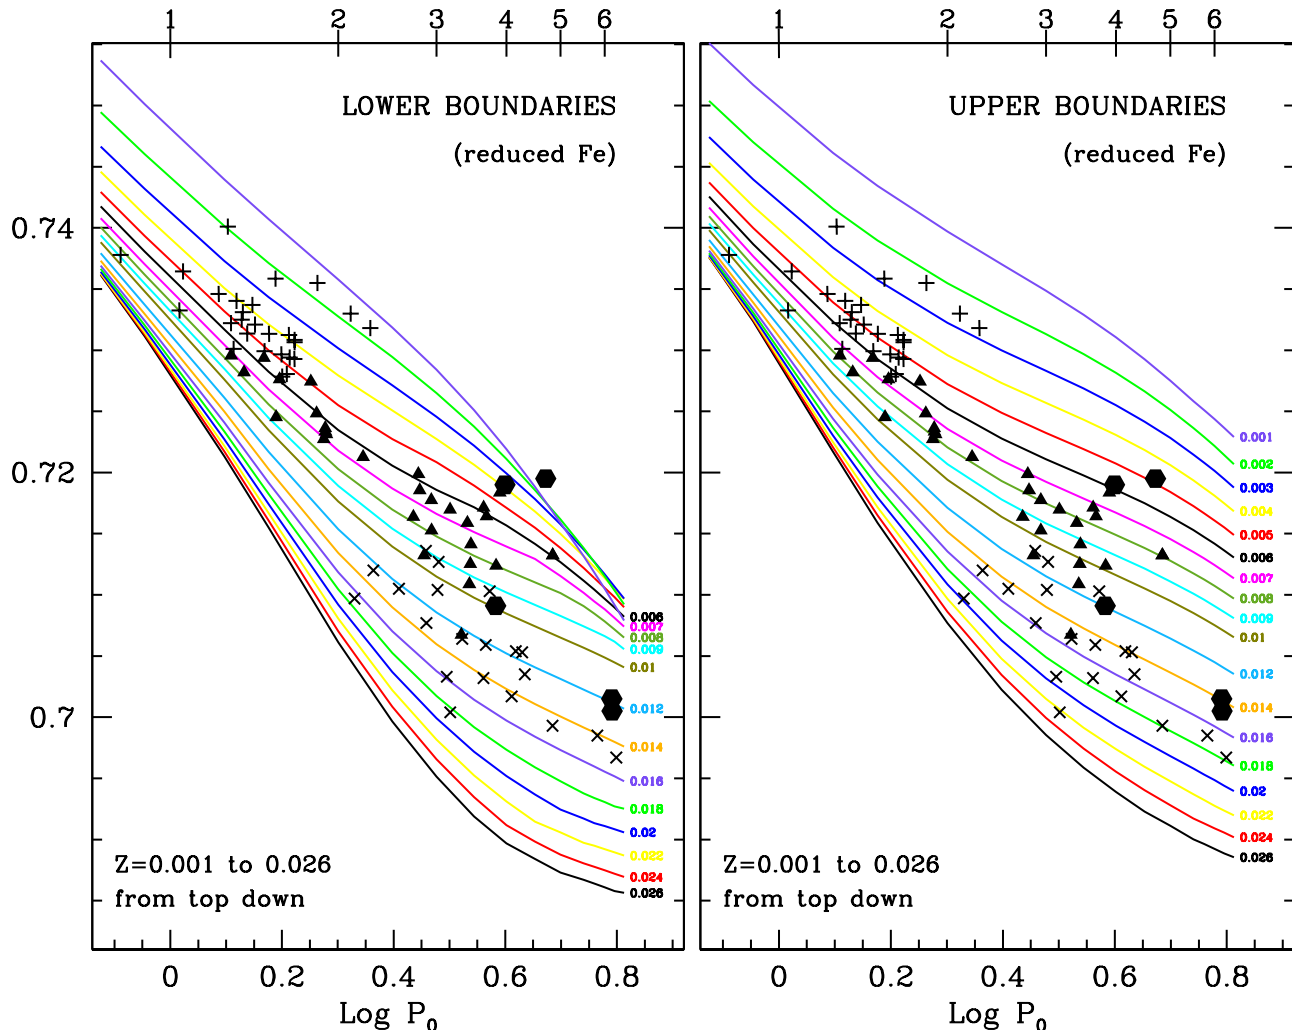 1 2 3 4 5 6
1 2 3 4 5 6
LOWER BOUNDARIES
(reduced Fe)
UPPER BOUNDARIES
(reduced Fe)
0.74
0.72
0.7
0.006
0.007
0.008
0.009
0.01
0.012
0.014
0.016
0.018
0.02
0.022
0.024
0.026
0.001
0.002
0.003
0.004
0.005
0.006
0.007
0.008
0.009
0.01
0.012
0.014
0.016
0.018
0.02
0.022
0.024
0.026
Z=0.001 to 0.026
from top down
Z=0.001 to 0.026
from top down
0 0.2 0.4 0.6 0.8
0 0.2 0.4 0.6 0.8
Log P₀
Log P₀